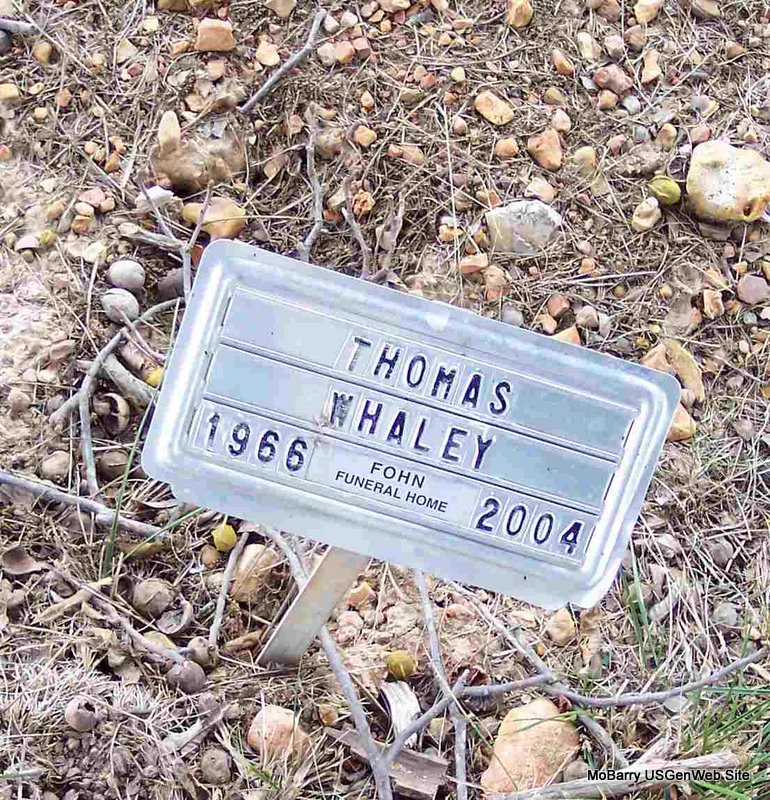 THOMAS
WHALEY
1966 FOHN FUNERAL HOME 2004
MoBarry USGenWeb Site